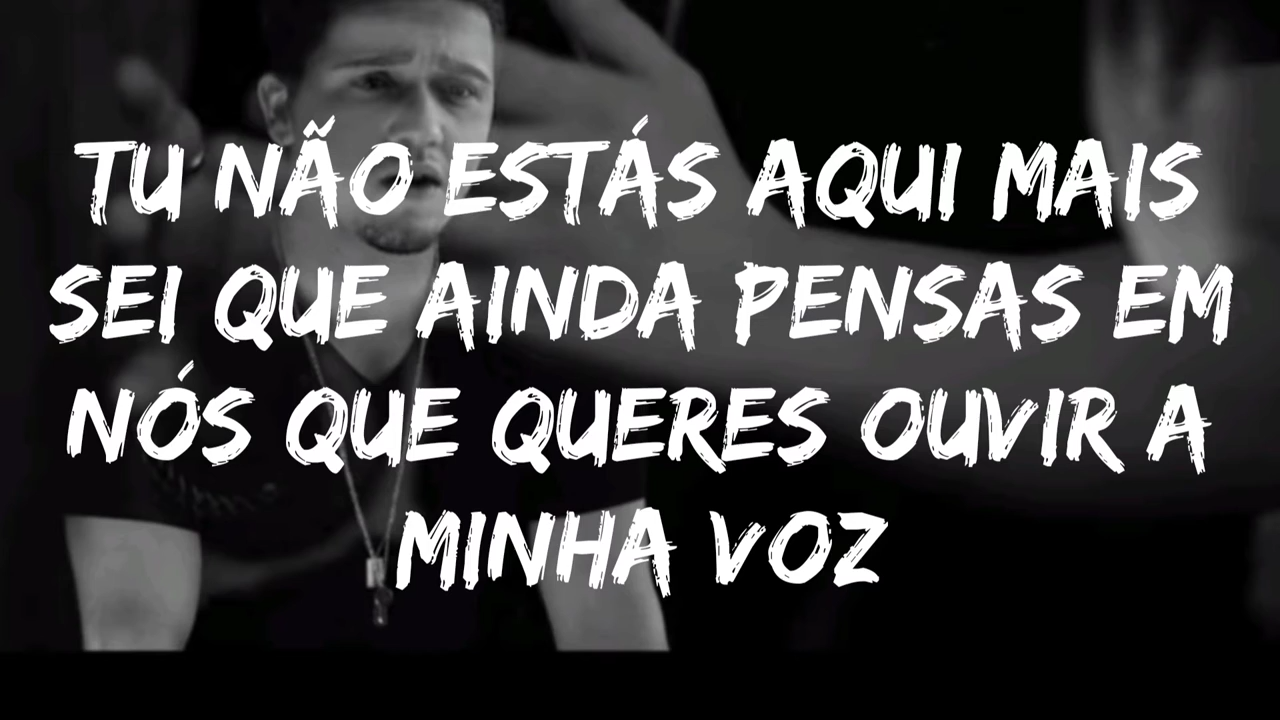 TU NÃO ESTÁS AQUI MAIS
SEI QUE AINDA PENSAS EM
NÓS QUE QUERES OUVIR A
MINHA VOZ